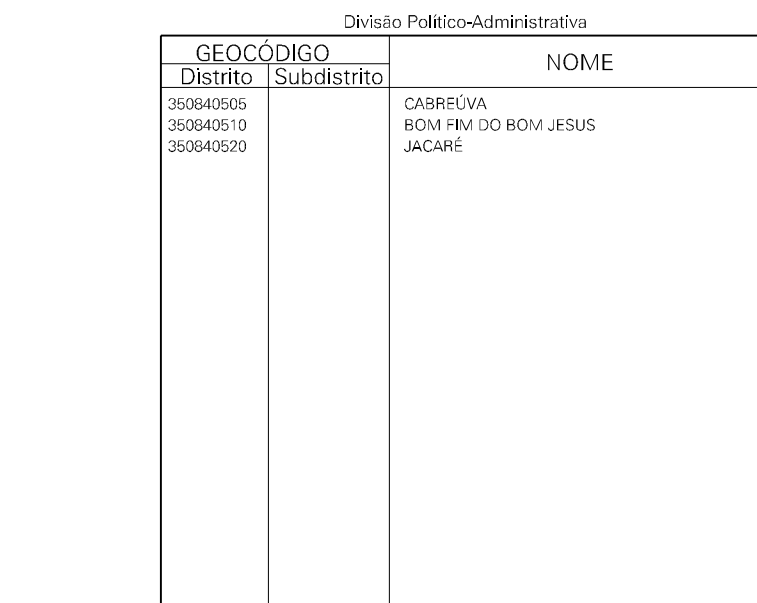 Divisão Político-Administrativa
GEOCÓDIGO NOME
Distrito Subdistrito
350840505 CABREÚVA
350840510 BOM FIM DO BOM JESUS
350840520 JACARÉ